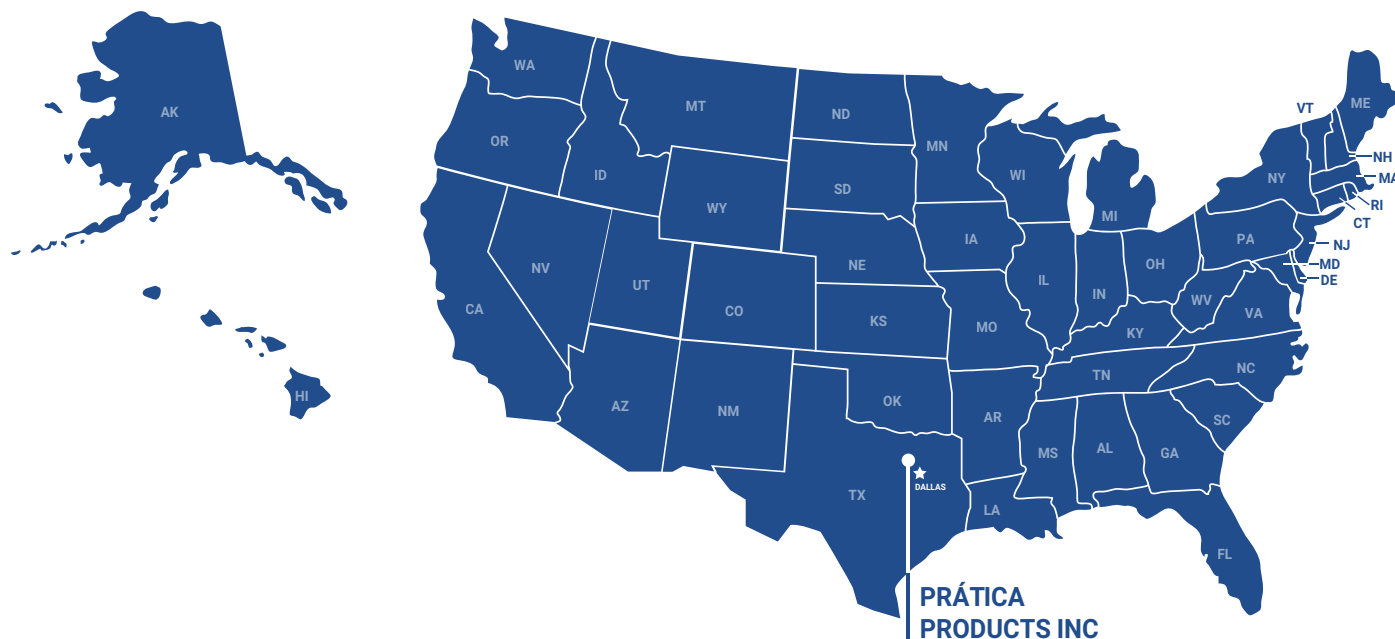 WA
AK
MT
ND
VT
ME
OR
MN
ID
SD
WI
NY
NH
MA
WY
MI
RI
CT
IA
PA
NJ
NV
NE
OH
MD
UT
IL
IN
DE
CA
CO
KS
MO
WV
VA
KY
HI
AZ
NM
OK
AR
TN
NC
MS
AL
GA
SC
TX
DALLAS
LA
FL
PRÁTICA
PRODUCTS INC